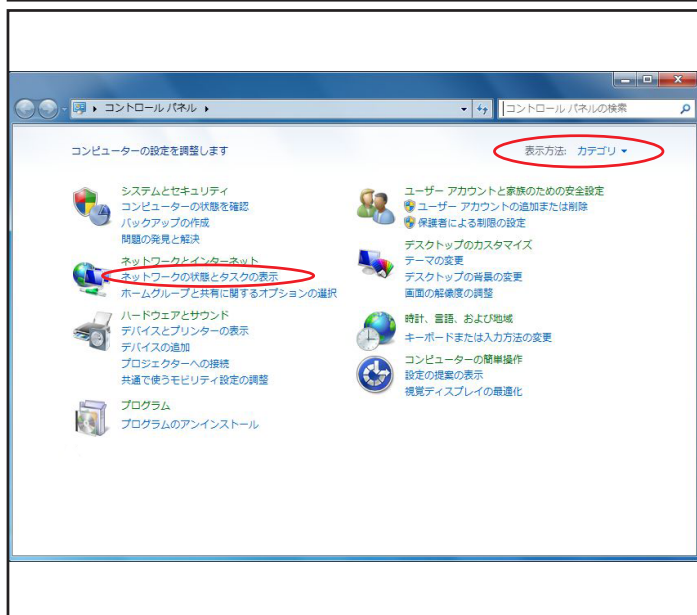 コントロール パネル
コントロール パネルの検索
コンピューターの設定を調整します
表示方法: カテゴリ
システムとセキュリティ
コンピューターの状態を確認
バックアップの作成
問題の発見と解決
ネットワークとインターネット
ネットワークの状態とタスクの表示
ホームグループと共有に関するオプションの選択
ハードウェアとサウンド
デバイスとプリンターの表示
デバイスの追加
プロジェクターへの接続
共通で使うモビリティ設定の調整
プログラム
プログラムのアンインストール
ユーザー アカウントと家族のための安全設定
ユーザー アカウントの追加または削除
保護者による制限の設定
デスクトップのカスタマイズ
テーマの変更
デスクトップの背景の変更
画面の解像度の調整
時計、言語、および地域
キーボードまたは入力方法の変更
コンピューターの簡単操作
設定の提案の表示
視覚ディスプレイの最適化